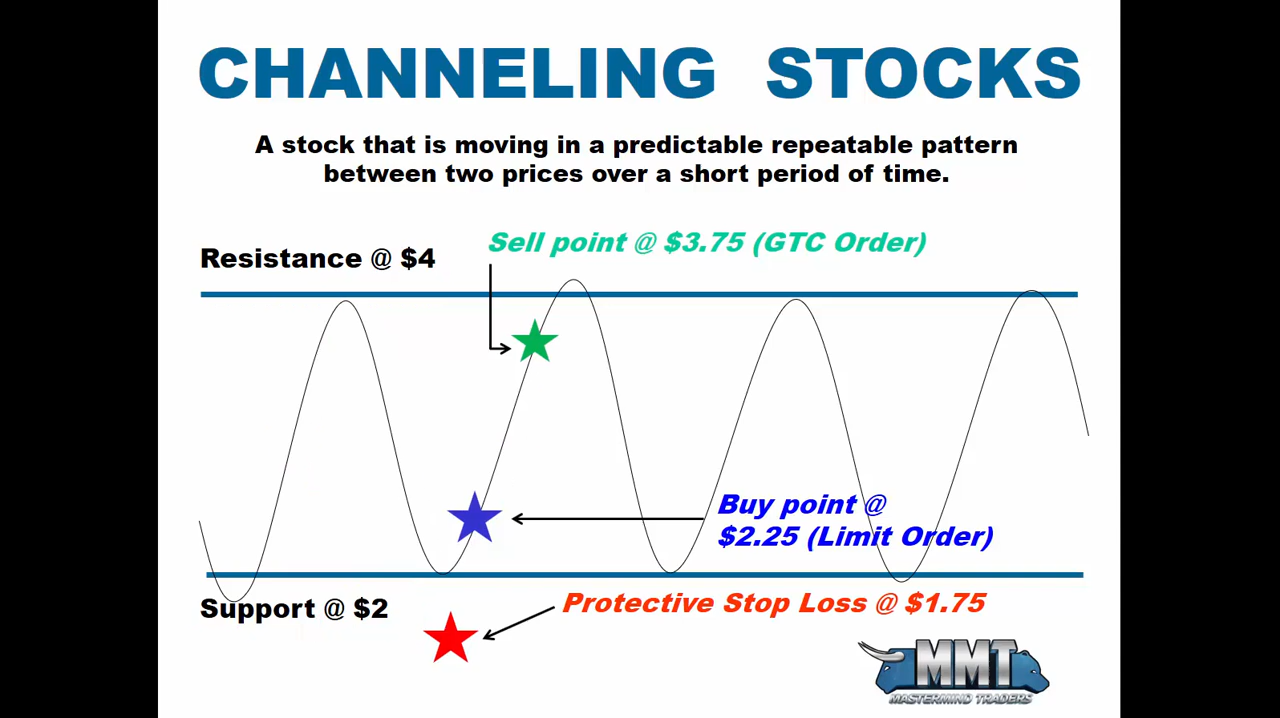 CHANNELING STOCKS
A stock that is moving in a predictable repeatable pattern
between two prices over a short period of time.
Sell point @ $3.75 (GTC Order)
Resistance @ $4
Buy point @
$2.25 (Limit Order)
Support @ $2
Protective Stop Loss @ $1.75
MMT
MASTERMIND TRADERS